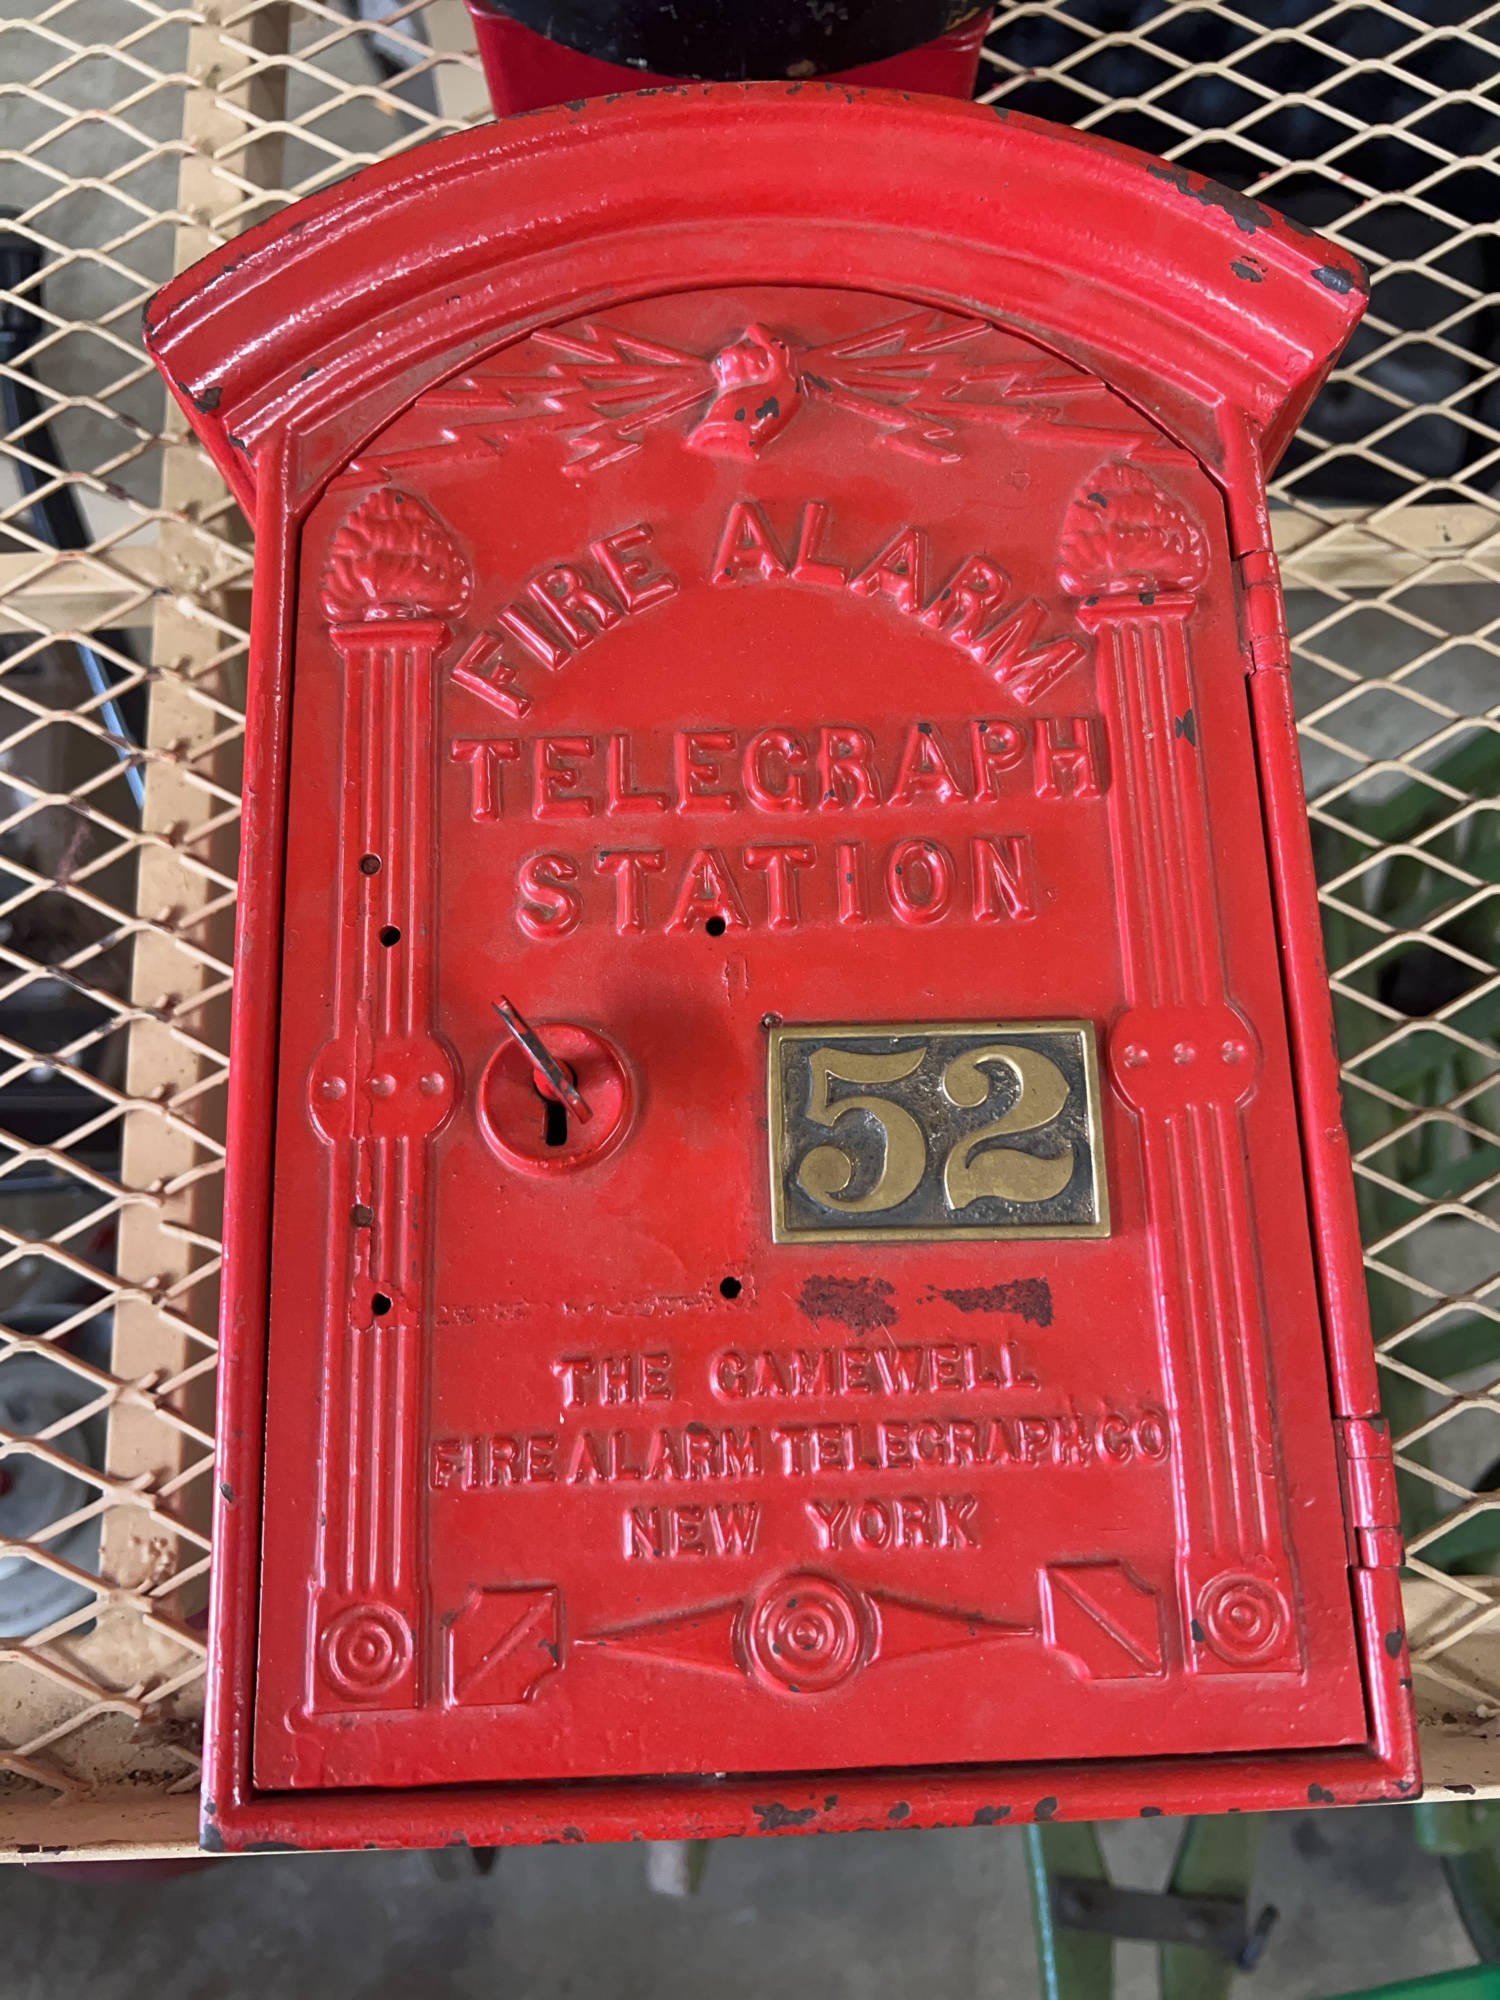 FIRE ALARM
TELEGRAPH
STATION
52
THE GAMEWELL
FIRE ALARM TELEGRAPH CO
NEW YORK